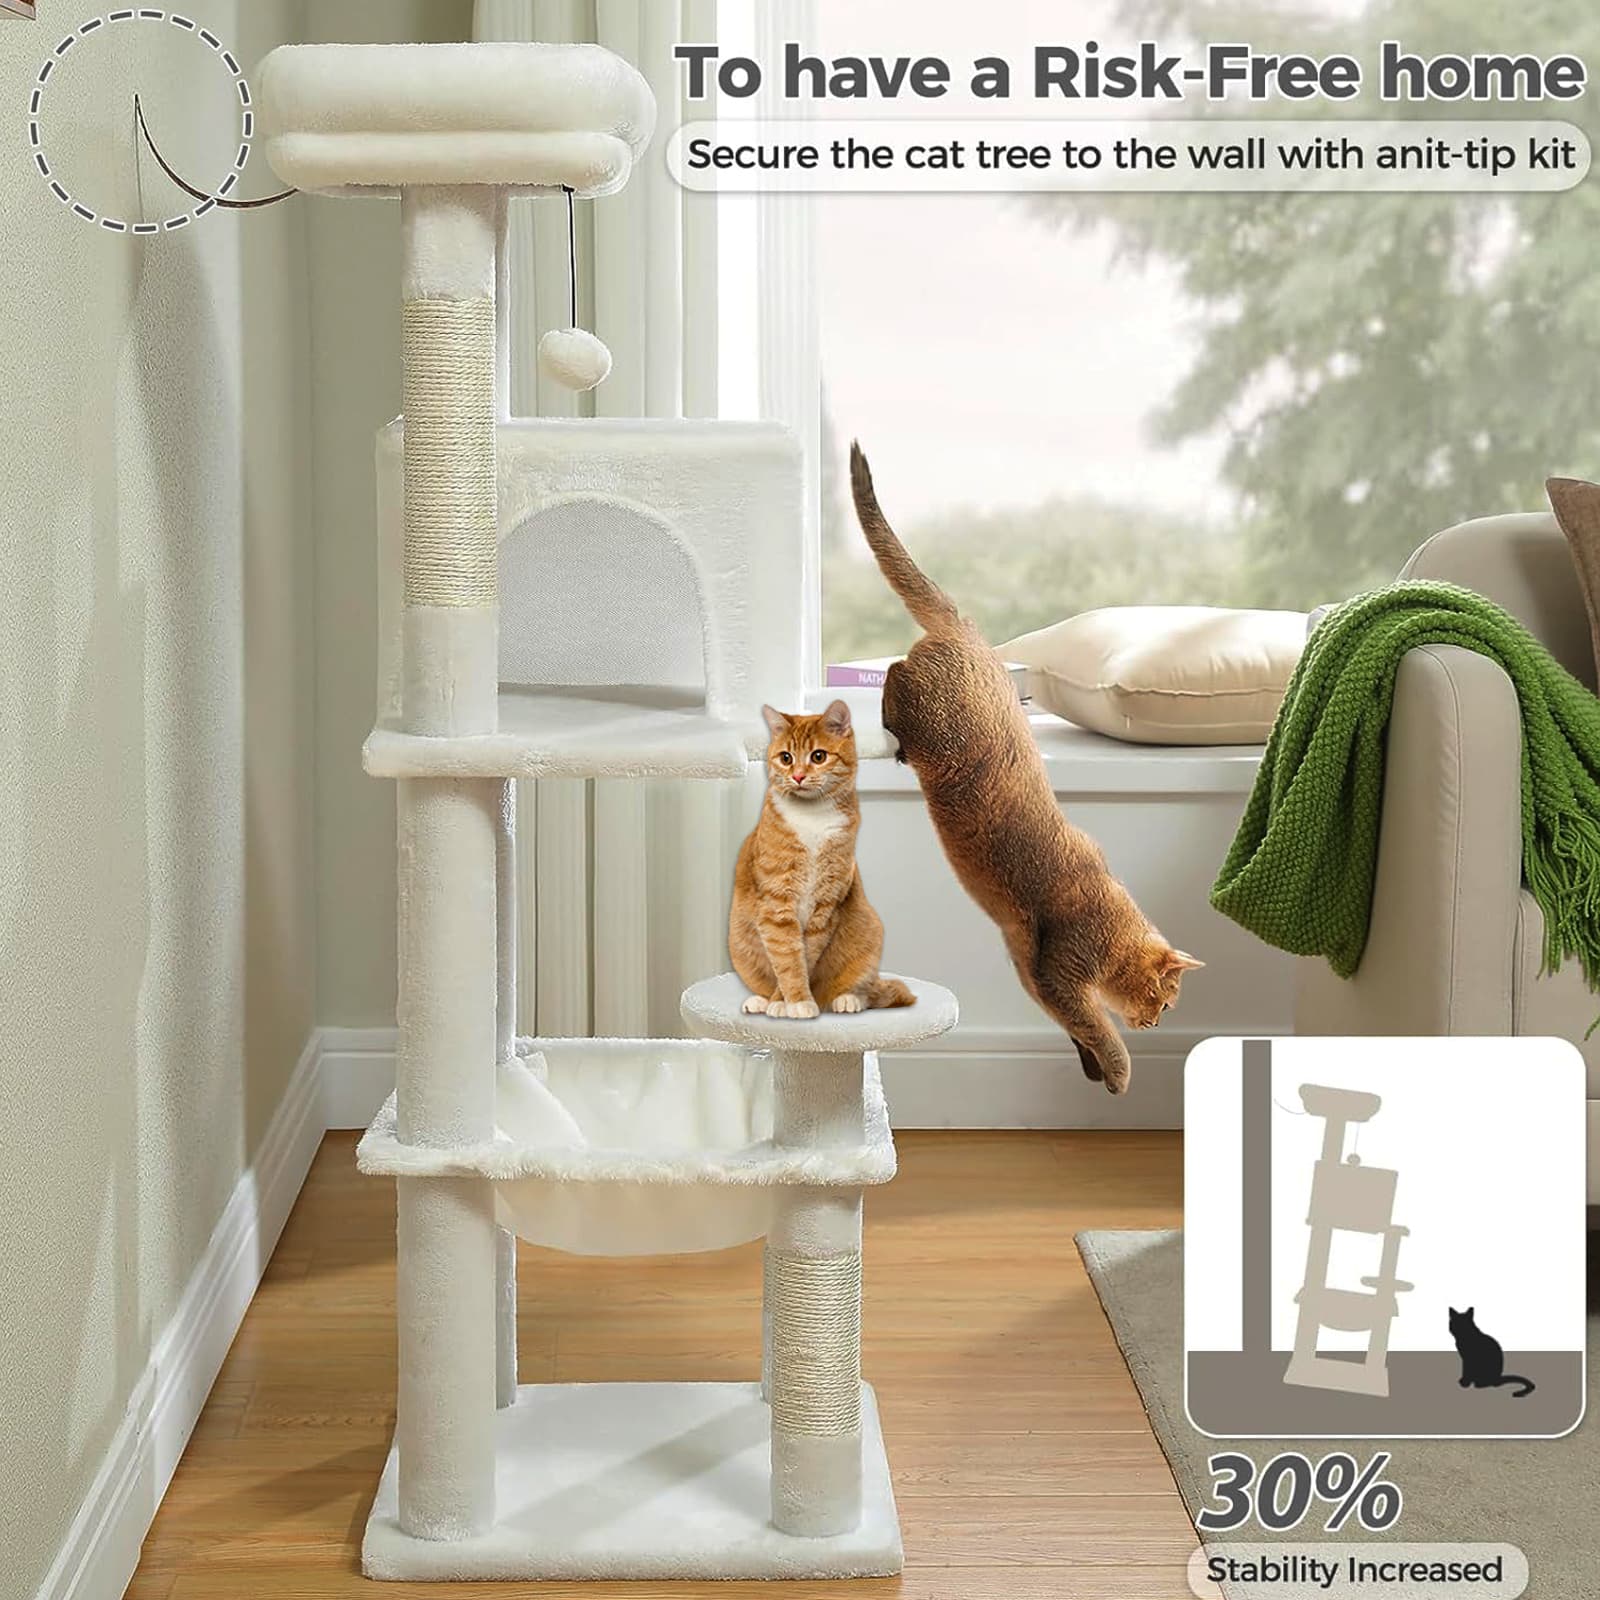 To have a Risk-Free home
Secure the cat tree to the wall with anit-tip kit
NATH
30%
Stability Increased